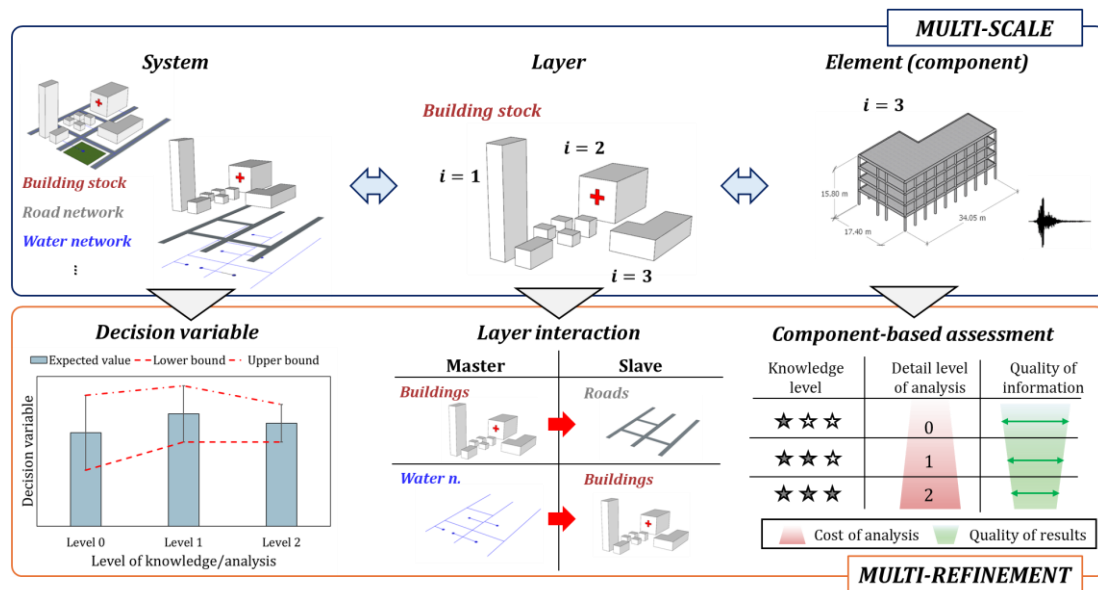 MULTI-SCALE
System
Building stock
Road network
Water network
...
Layer
Building stock
i = 1
i = 2
i = 3
Element (component)
i = 3
15.80 m
17.40 m
34.05 m
Decision variable
Expected value Lower bound Upper bound
Decision variable
Level 0 Level 1 Level 2
Level of knowledge/analysis
Layer interaction
Master Slave
Buildings Roads
Water n. Buildings
Component-based assessment
Knowledge level
Detail level of analysis
Quality of information
0
1
2
Cost of analysis Quality of results
MULTI-REFINEMENT